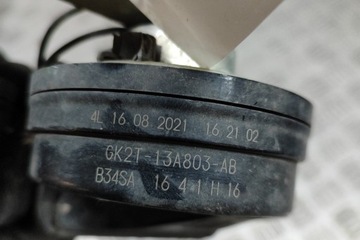 4L 16.08.2021 16 21 02
GK2T-13A803-AB
B34SA 16 4 1 H 16